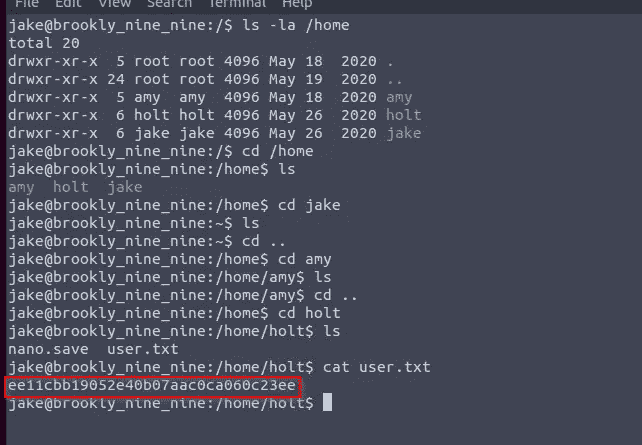 File Edit View Search Terminal Help
jake@brookly_nine_nine:/$ ls -la /home
total 20
drwxr-xr-x  5 root root 4096 May 18  2020 .
drwxr-xr-x 24 root root 4096 May 19  2020 ..
drwxr-xr-x  5 amy  amy  4096 May 18  2020 amy
drwxr-xr-x  6 holt holt 4096 May 26  2020 holt
drwxr-xr-x  6 jake jake 4096 May 26  2020 jake
jake@brookly_nine_nine:/$ cd /home
jake@brookly_nine_nine:/home$ ls
amy  holt  jake
jake@brookly_nine_nine:/home$ cd jake
jake@brookly_nine_nine:~$ ls
jake@brookly_nine_nine:~$ cd ..
jake@brookly_nine_nine:/home$ cd amy
jake@brookly_nine_nine:/home/amy$ ls
jake@brookly_nine_nine:/home/amy$ cd ..
jake@brookly_nine_nine:/home$ cd holt
jake@brookly_nine_nine:/home/holt$ ls
nano.save  user.txt
jake@brookly_nine_nine:/home/holt$ cat user.txt
ee11cbb19052e40b07aac0ca060c23ee
jake@brookly_nine_nine:/home/holt$